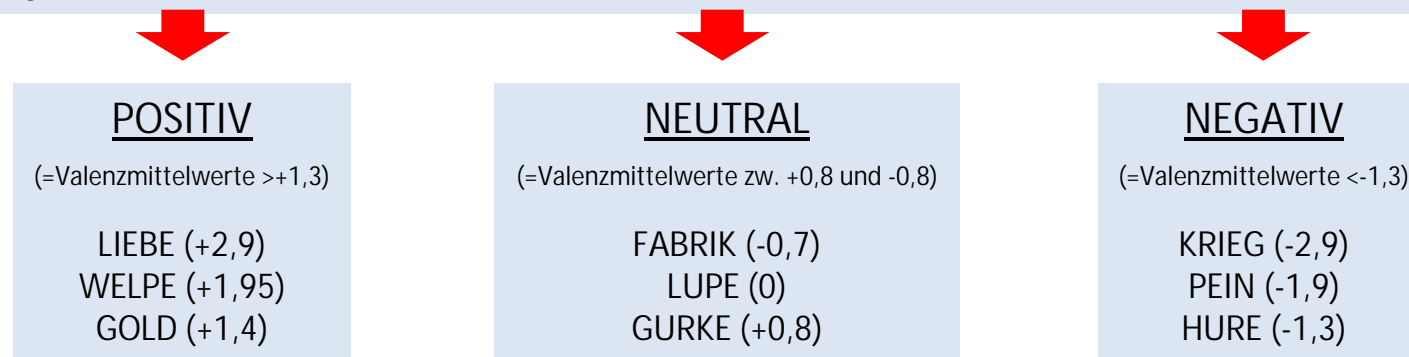 POSITIV
(=Valenzmittelwerte >+1,3)
LIEBE (+2,9)
WELPE (+1,95)
GOLD (+1,4)
NEUTRAL
(=Valenzmittelwerte zw. +0,8 und -0,8)
FABRIK (-0,7)
LUPE (0)
GURKE (+0,8)
NEGATIV
(=Valenzmittelwerte <-1,3)
KRIEG (-2,9)
PEIN (-1,9)
HURE (-1,3)